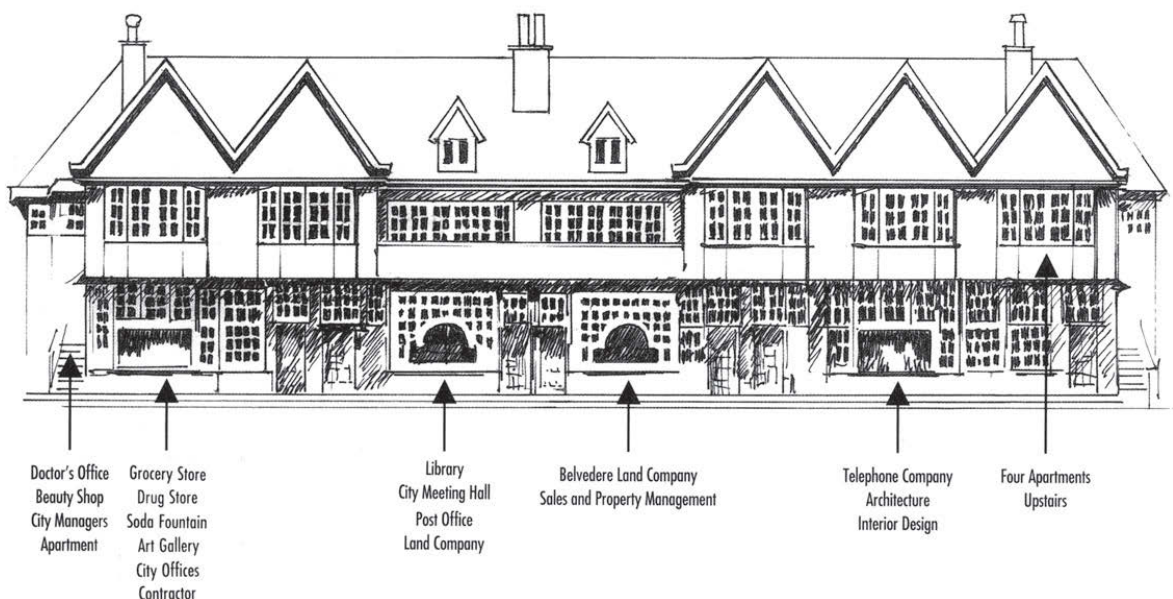 Doctor's Office
Beauty Shop
City Managers
Apartment
Grocery Store
Drug Store
Soda Fountain
Art Gallery
City Offices
Contractor
Library
City Meeting Hall
Post Office
Land Company
Belvedere Land Company
Sales and Property Management
Telephone Company
Architecture
Interior Design
Four Apartments
Upstairs